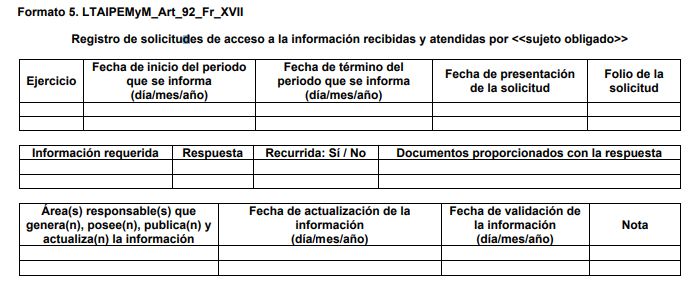 Formato 5. LTAIPEMyM_Art_92_Fr_XVII
Registro de solicitudes de acceso a la información recibidas y atendidas por <<sujeto obligado>>
Ejercicio
Fecha de inicio del periodo
que se informa
(día/mes/año)
Fecha de término del
periodo que se informa
(día/mes/año)
Fecha de presentación
de la solicitud
Folio de la
solicitud
Información requerida
Respuesta
Recurrida: Sí / No
Documentos proporcionados con la respuesta
Área(s) responsable(s) que
genera(n), posee(n), publica(n) y
actualiza(n) la información
Fecha de actualización de la
información
(día/mes/año)
Fecha de validación de
la información
(día/mes/año)
Nota